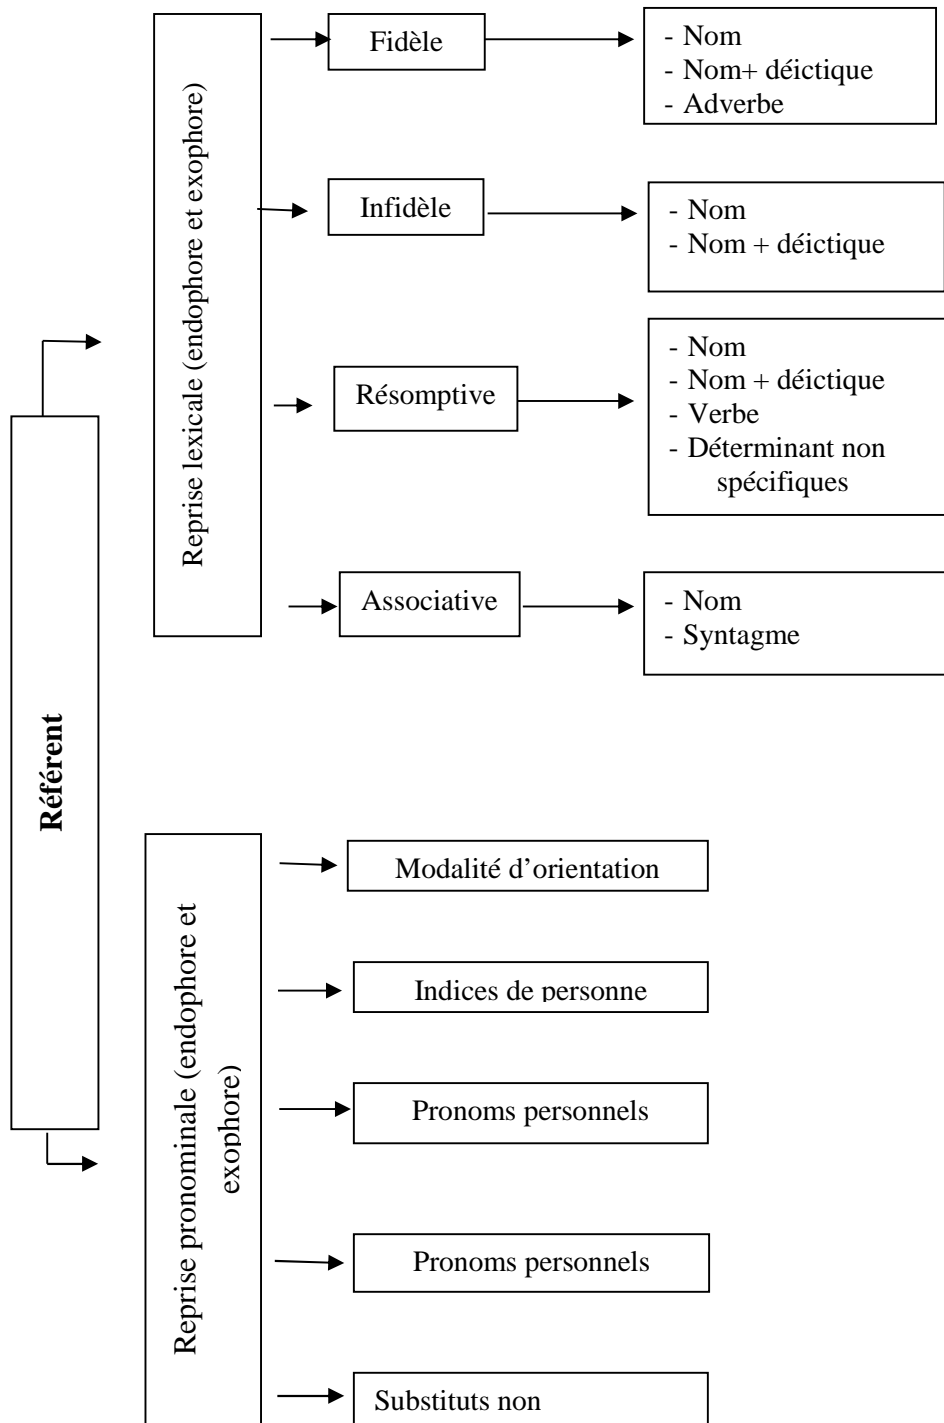 Référent
Reprise lexicale (endophore et exophore)
Fidèle
- Nom
- Nom+ déictique
- Adverbe
Infidèle
- Nom
- Nom + déictique
Résomptive
- Nom
- Nom + déictique
- Verbe
- Déterminant non
spécifiques
Associative
- Nom
- Syntagme
Reprise pronominale (endophore et
exophore)
Modalité d’orientation
Indices de personne
Pronoms personnels
Pronoms personnels
Substituts non